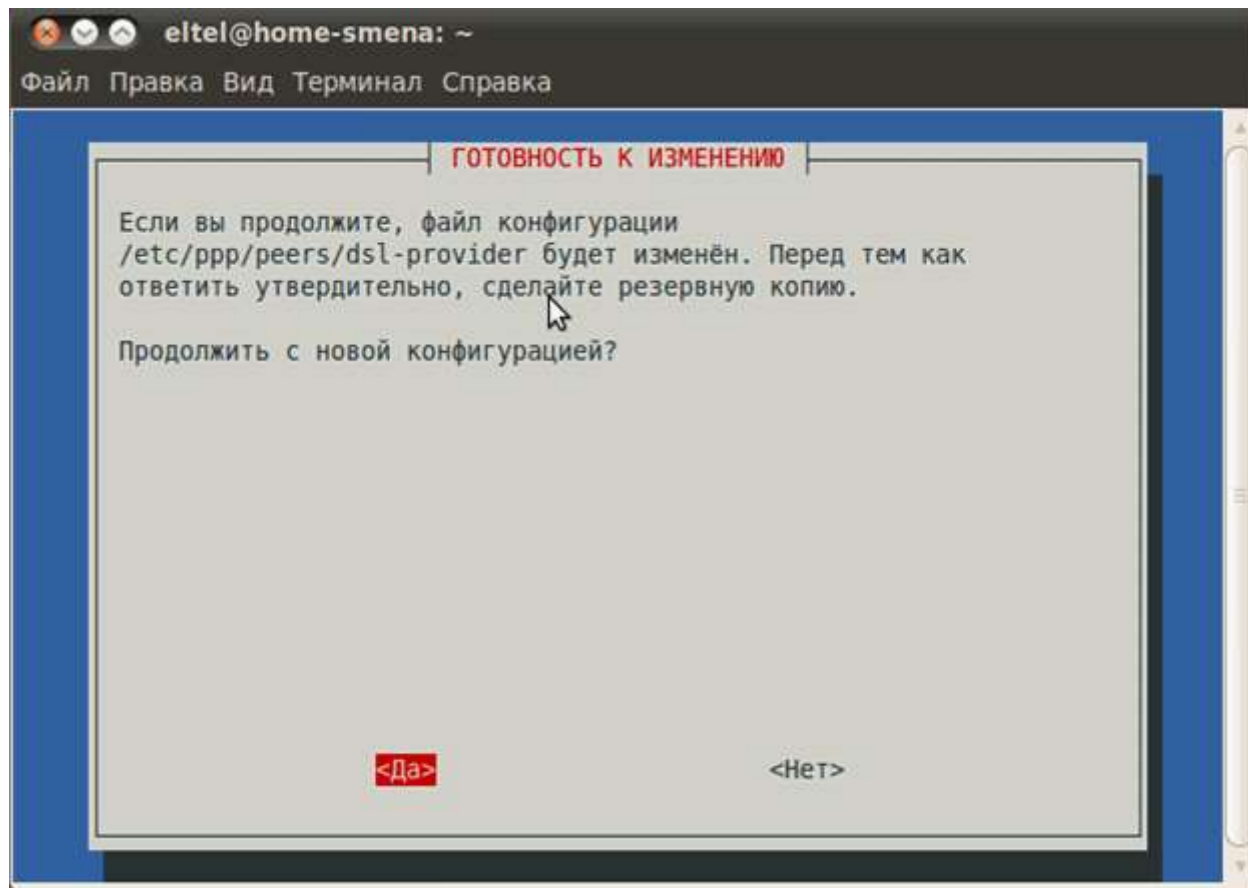 eltel@home-smena: ~
Файл Правка Вид Терминал Справка
ГОТОВНОСТЬ К ИЗМЕНЕНИЮ
Если вы продолжите, файл конфигурации
/etc/ppp/peers/dsl-provider будет изменён. Перед тем как
ответить утвердительно, сделайте резервную копию.
Продолжить с новой конфигурацией?
<Да> <Нет>